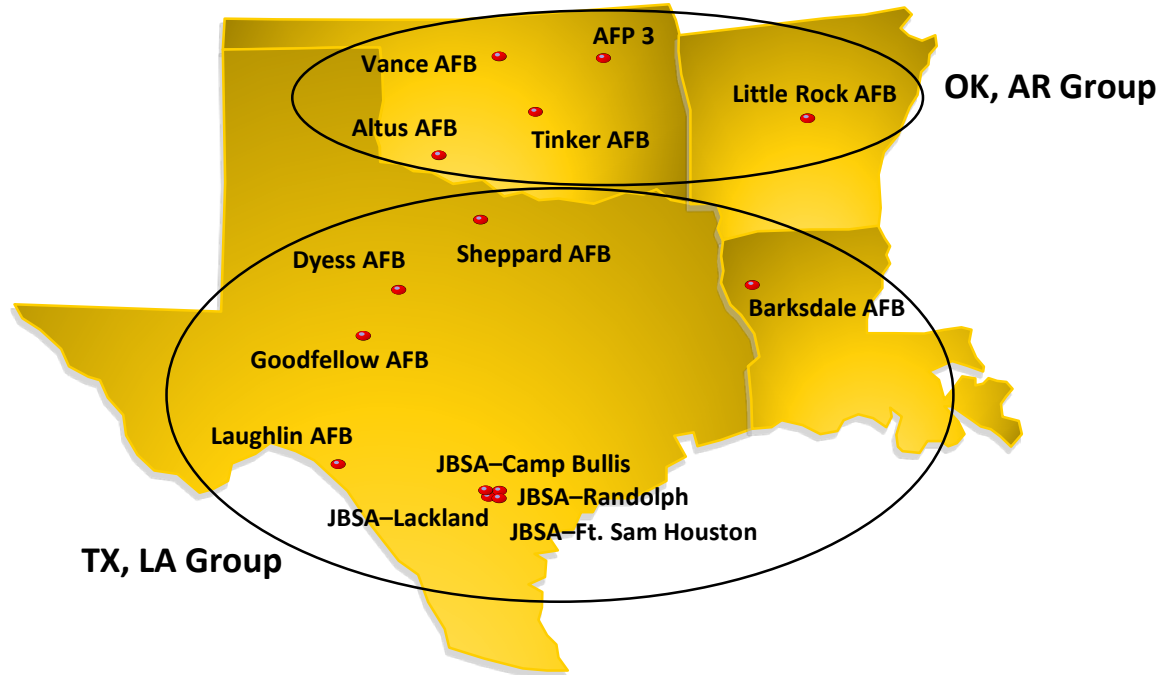 AFP 3
Vance AFB
OK, AR Group
Little Rock AFB
Altus AFB
Tinker AFB
Sheppard AFB
Dyess AFB
Barksdale AFB
Goodfellow AFB
Laughlin AFB
JBSA–Camp Bullis
JBSA–Randolph
JBSA–Lackland
JBSA–Ft. Sam Houston
TX, LA Group